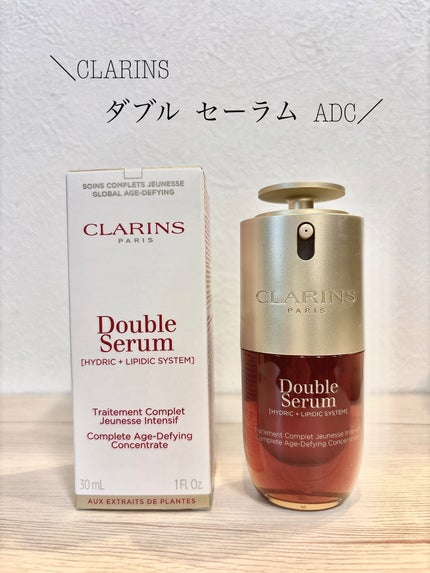 ＼CLARINS
ダブル セーラム ADC／
SOINS COMPLETS JEUNESSE
GLOBAL AGE-DEFYING
CLARINS
PARIS
Double
Serum
[HYDRIC + LIPIDIC SYSTEM]
Traitement Complet
Jeunesse Intensif
Complete Age-Defying
Concentrate
30 mL 1 Fl. Oz.
AUX EXTRAITS DE PLANTES
CLARINS
PARIS
Double
Serum
[HYDRIC + LIPIDIC SYSTEM]
Traitement Complet Jeunesse Intensif
Complete Age-Defying Concentrate